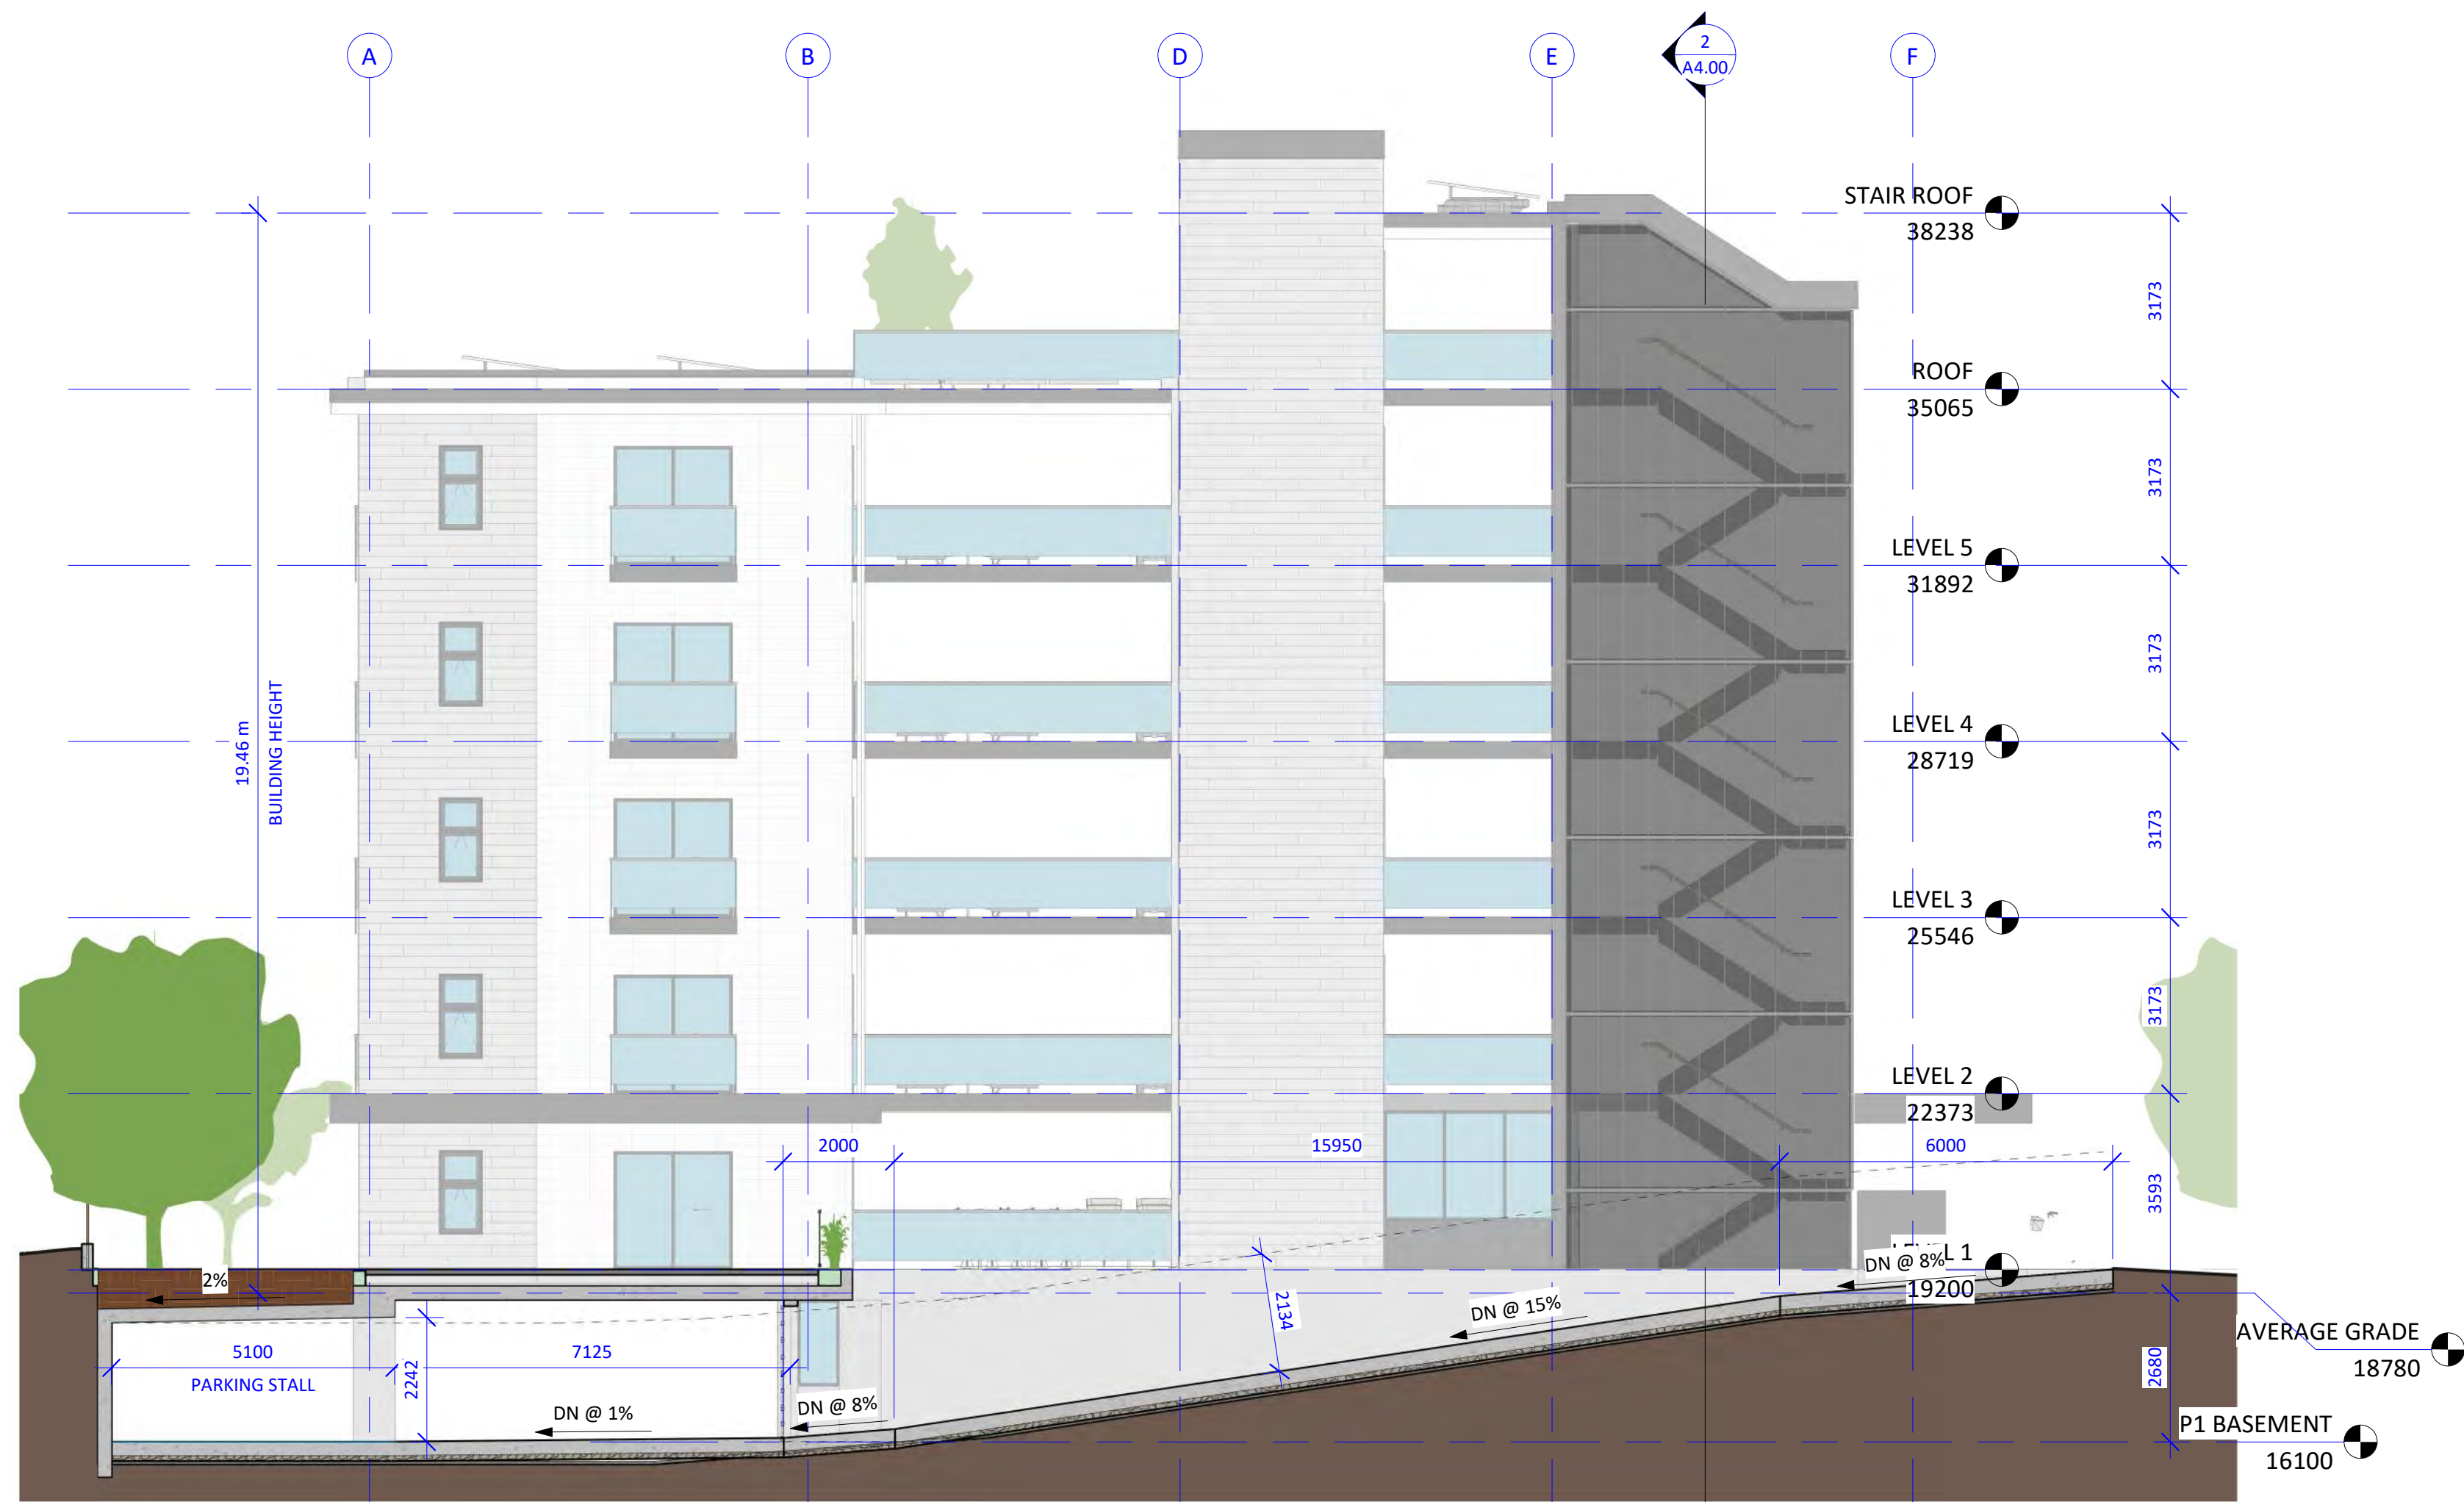 A
B
D
E
2
A4.00
F
STAIR ROOF
38238
3173
ROOF
35065
3173
LEVEL 5
31892
3173
19.46 m
BUILDING HEIGHT
LEVEL 4
28719
3173
LEVEL 3
25546
3173
LEVEL 2
22373
2000
15950
6000
3593
LEVEL 1
DN @ 8%
19200
2%
2134
DN @ 15%
AVERAGE GRADE
18780
5100
PARKING STALL
2242
7125
2680
DN @ 8%
DN @ 1%
P1 BASEMENT
16100